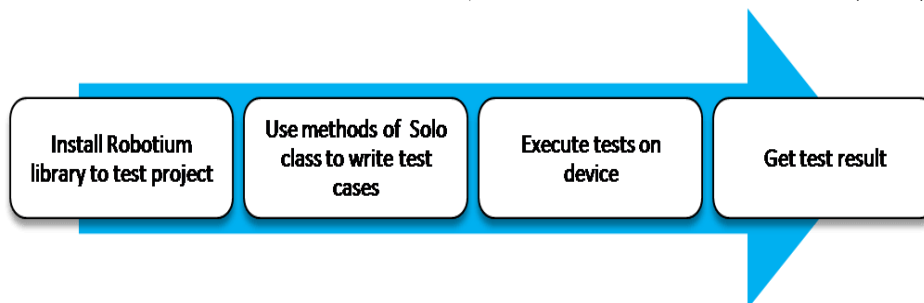 Install Robotium
library to test project
Use methods of Solo
class to write test
cases
Execute tests on
device
Get test result